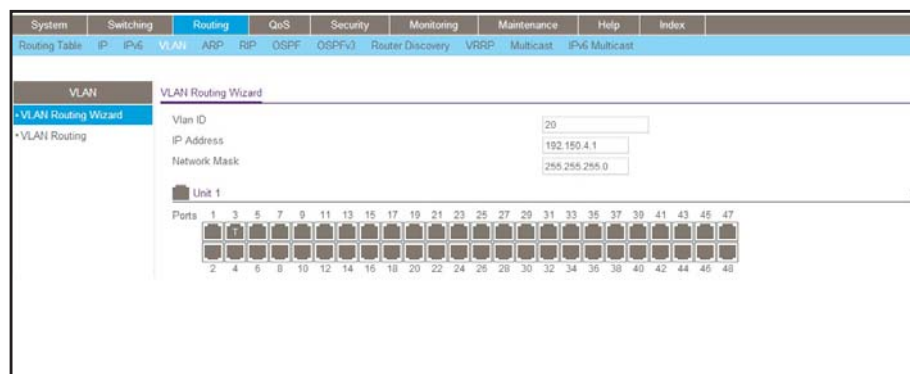 System Switching Routing QoS Security Monitoring Maintenance Help Index
Routing Table IP IPv6 VLAN ARP RIP OSPF OSPFv3 Router Discovery VRRP Multicast IPv6 Multicast
VLAN
• VLAN Routing Wizard
• VLAN Routing
VLAN Routing Wizard
Vlan ID 20
IP Address 192.150.4.1
Network Mask 255.255.255.0
Unit 1
Ports 1 3 5 7 9 11 13 15 17 19 21 23 25 27 29 31 33 35 37 39 41 43 45 47
T
2 4 6 8 10 12 14 16 18 20 22 24 26 28 30 32 34 36 38 40 42 44 46 48